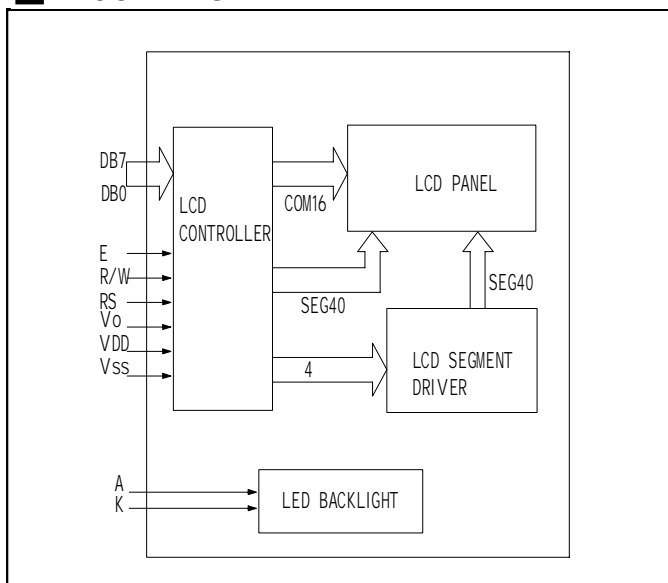 DB7
DB0
E
R/W
RS
Vo
VDD
Vss
LCD
CONTROLLER
COM16
LCD PANEL
SEG40
SEG40
4
LCD SEGMENT
DRIVER
A
K
LED BACKLIGHT